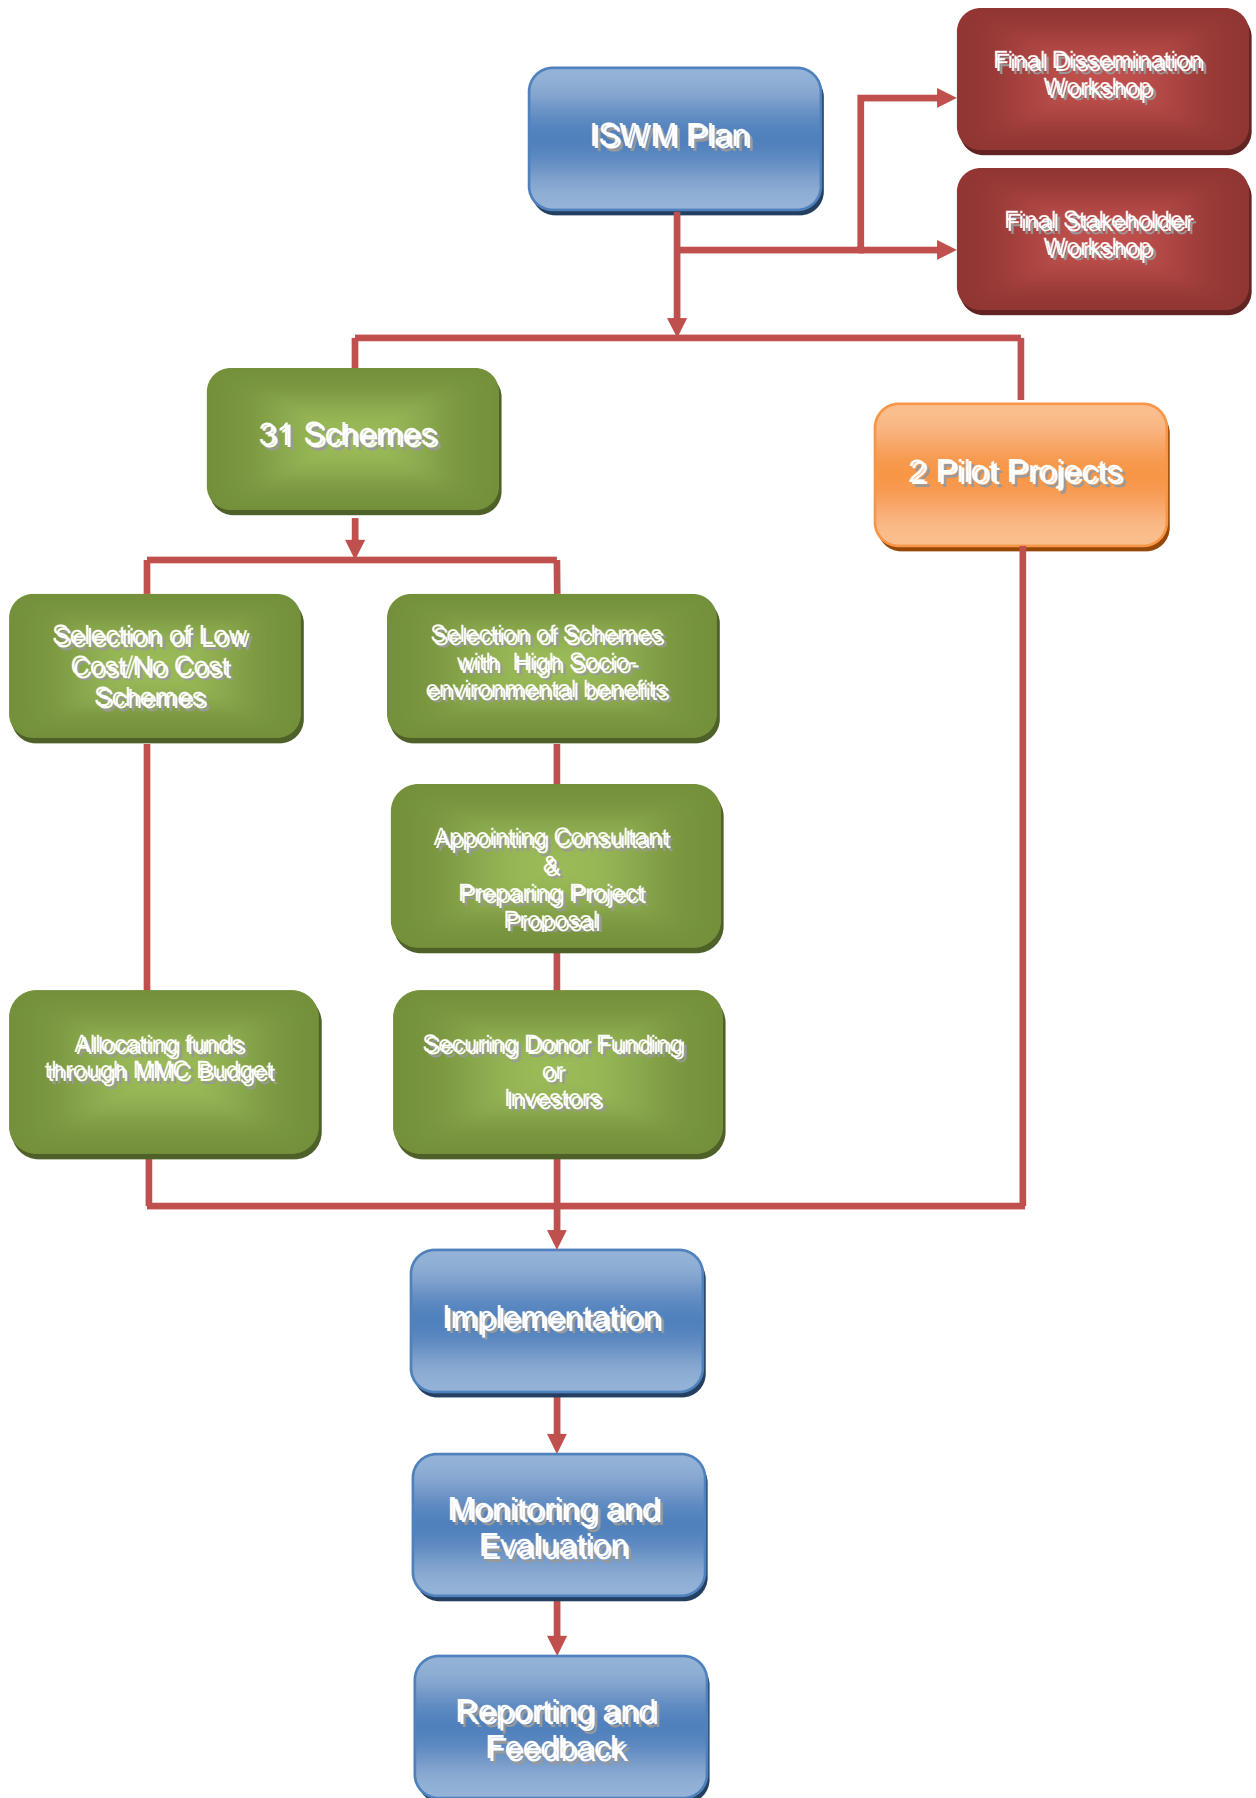 Final Dissemination
Workshop
ISWM Plan
Final Stakeholder
Workshop
31 Schemes
2 Pilot Projects
Selection of Low
Cost/No Cost
Schemes
Selection of Schemes
with High Socio-
environmental benefits
Appointing Consultant
&
Preparing Project
Proposal
Allocating funds
through MMC Budget
Securing Donor Funding
or
Investors
Implementation
Monitoring and
Evaluation
Reporting and
Feedback